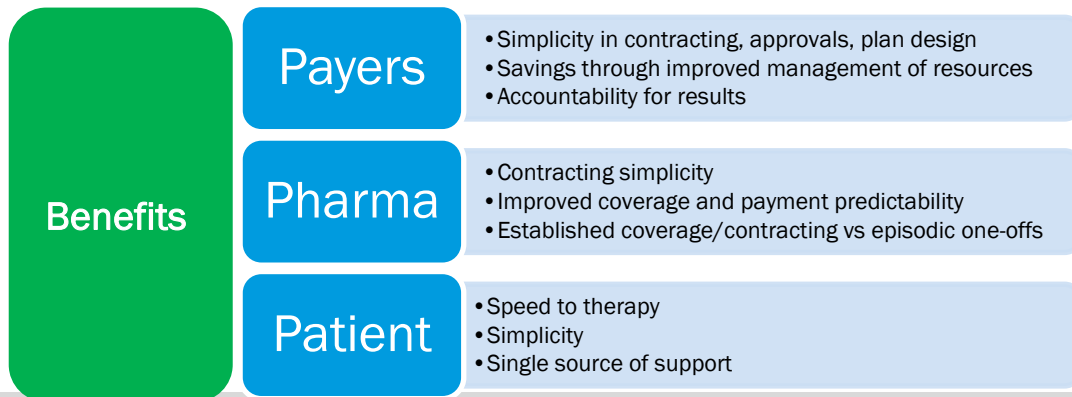 Benefits
Payers
•Simplicity in contracting, approvals, plan design
•Savings through improved management of resources
•Accountability for results
Pharma
•Contracting simplicity
•Improved coverage and payment predictability
•Established coverage/contracting vs episodic one-offs
Patient
•Speed to therapy
•Simplicity
•Single source of support